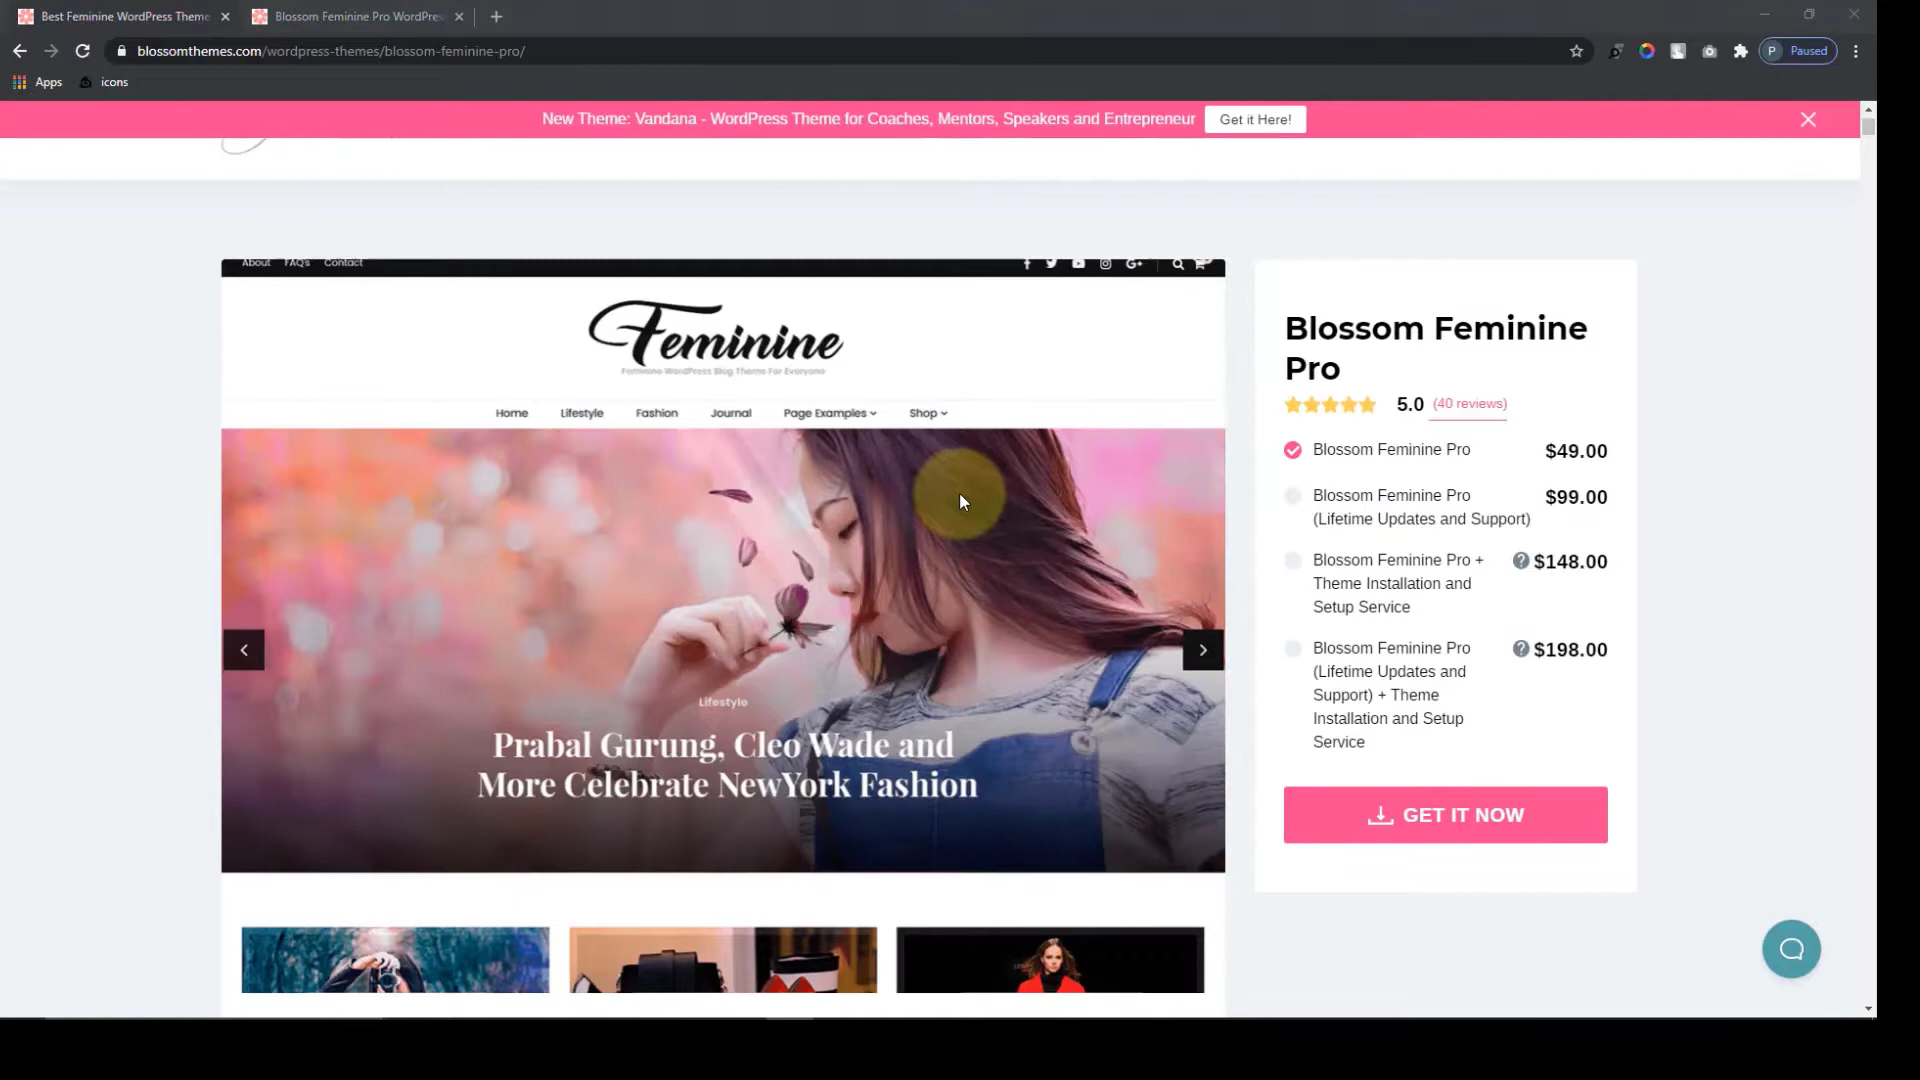 Best Feminine WordPress Theme
Blossom Feminine Pro WordPres
blossomthemes.com/wordpress-themes/blossom-feminine-pro/
P Paused
Apps
icons
New Theme: Vandana - WordPress Theme for Coaches, Mentors, Speakers and Entrepreneur
Get it Here!
About FAQs Contact
Feminine
Feminine WordPress Blog Theme For Everyone
Home Lifestyle Fashion Journal Page Examples Shop
Lifestyle
Prabal Gurung, Cleo Wade and
More Celebrate NewYork Fashion
Blossom Feminine
Pro
5.0 (40 reviews)
Blossom Feminine Pro $49.00
Blossom Feminine Pro $99.00
(Lifetime Updates and Support)
Blossom Feminine Pro + $148.00
Theme Installation and
Setup Service
Blossom Feminine Pro $198.00
(Lifetime Updates and
Support) + Theme
Installation and Setup
Service
GET IT NOW